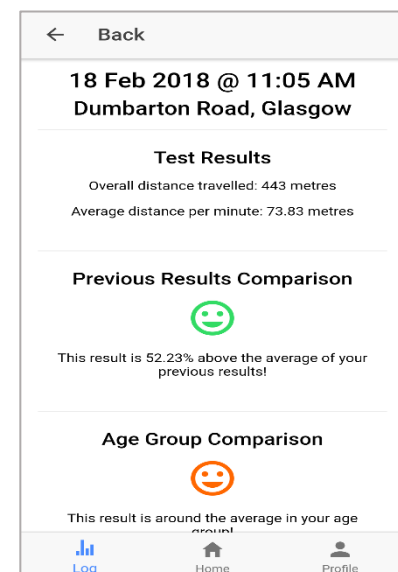 Back
18 Feb 2018 @ 11:05 AM
Dumbarton Road, Glasgow
Test Results
Overall distance travelled: 443 metres
Average distance per minute: 73.83 metres
Previous Results Comparison
This result is 52.23% above the average of your
previous results!
Age Group Comparison
This result is around the average in your age
group!
Log
Home
Profile